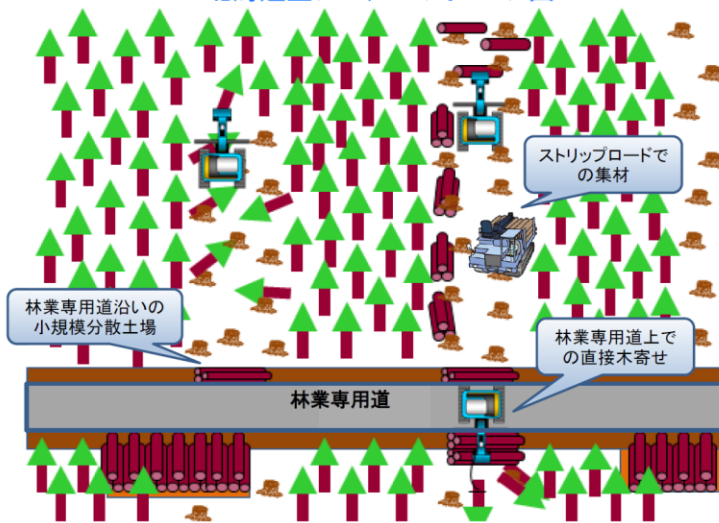 ストリップロードで
の集材
林業専用道沿いの
小規模分散土場
林業専用道上で
の直接木寄せ
林業専用道